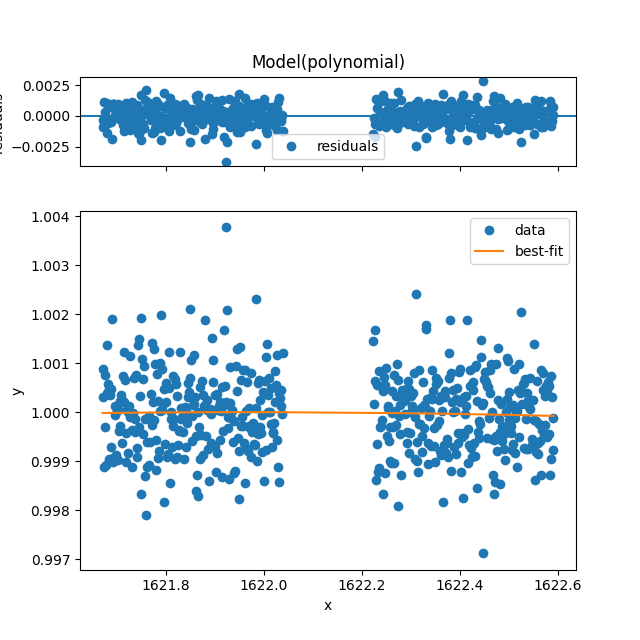 Model(polynomial)
0.0025
0.0000
−0.0025
residuals
residuals
1.004
1.003
1.002
1.001
1.000
0.999
0.998
0.997
y
data
best-fit
1621.8
1622.0
1622.2
1622.4
1622.6
x